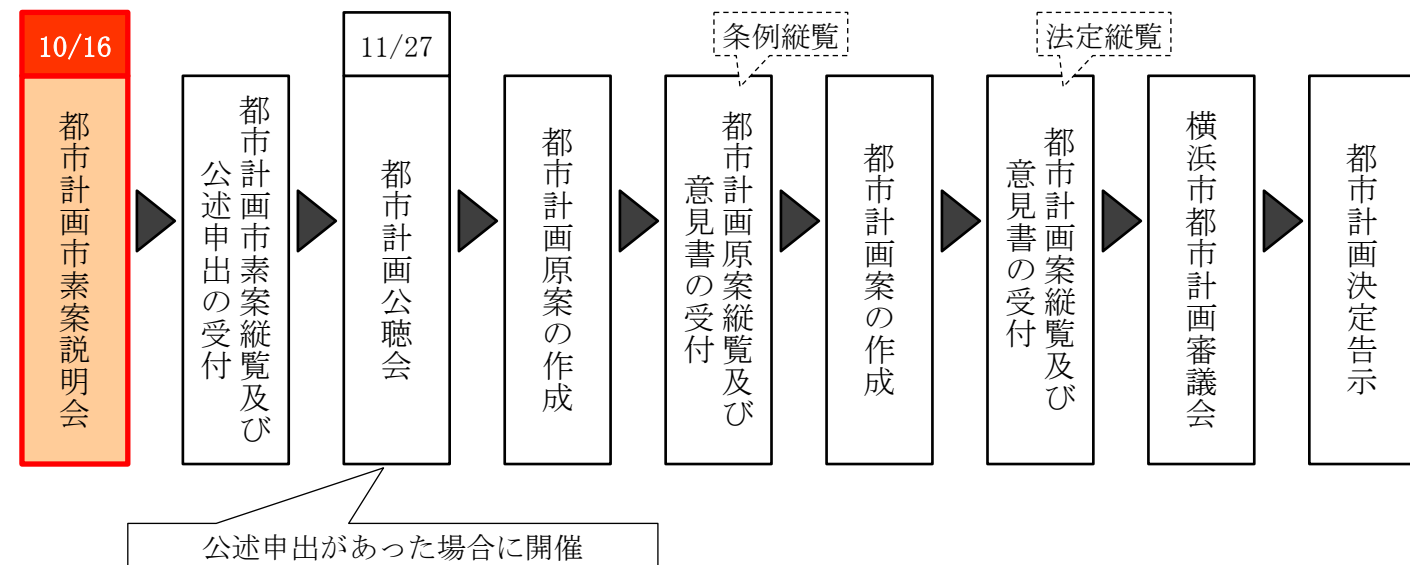 10/16
都市計画市素案説明会
都市計画市素案縦覧及び
公述申出の受付
11/27
都市計画公聴会
公述申出があった場合に開催
都市計画原案の作成
条例縦覧
都市計画原案縦覧及び
意見書の受付
都市計画案の作成
法定縦覧
都市計画案縦覧及び
意見書の受付
横浜市都市計画審議会
都市計画決定告示